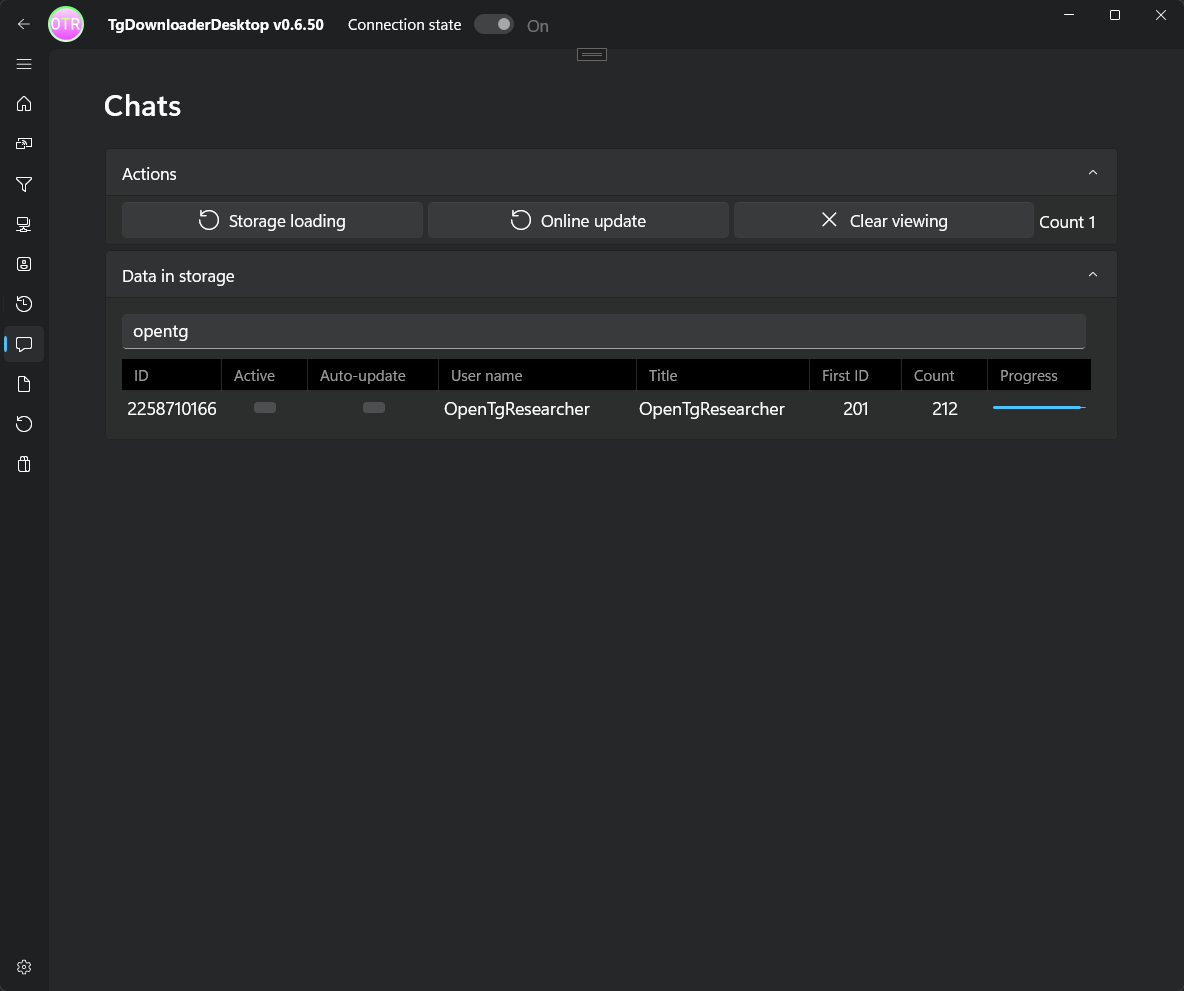 OTR
TgDownloaderDesktop v0.6.50 Connection state On
Chats
Actions
Storage loading Online update Clear viewing Count 1
Data in storage
opentg
ID Active Auto-update User name Title First ID Count Progress
2258710166 OpenTgResearcher OpenTgResearcher 201 212